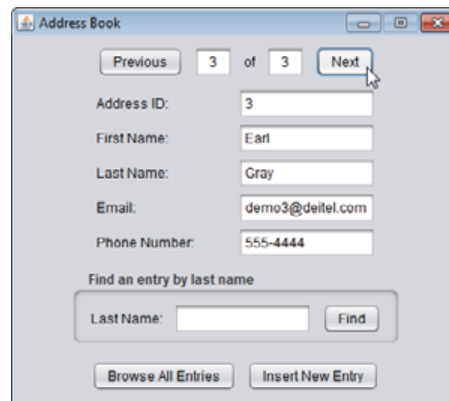 Address Book
Previous 3 of 3 Next
Address ID: 3
First Name: Earl
Last Name: Gray
Email: demo3@deitel.com
Phone Number: 555-4444
Find an entry by last name
Last Name: Find
Browse All Entries Insert New Entry